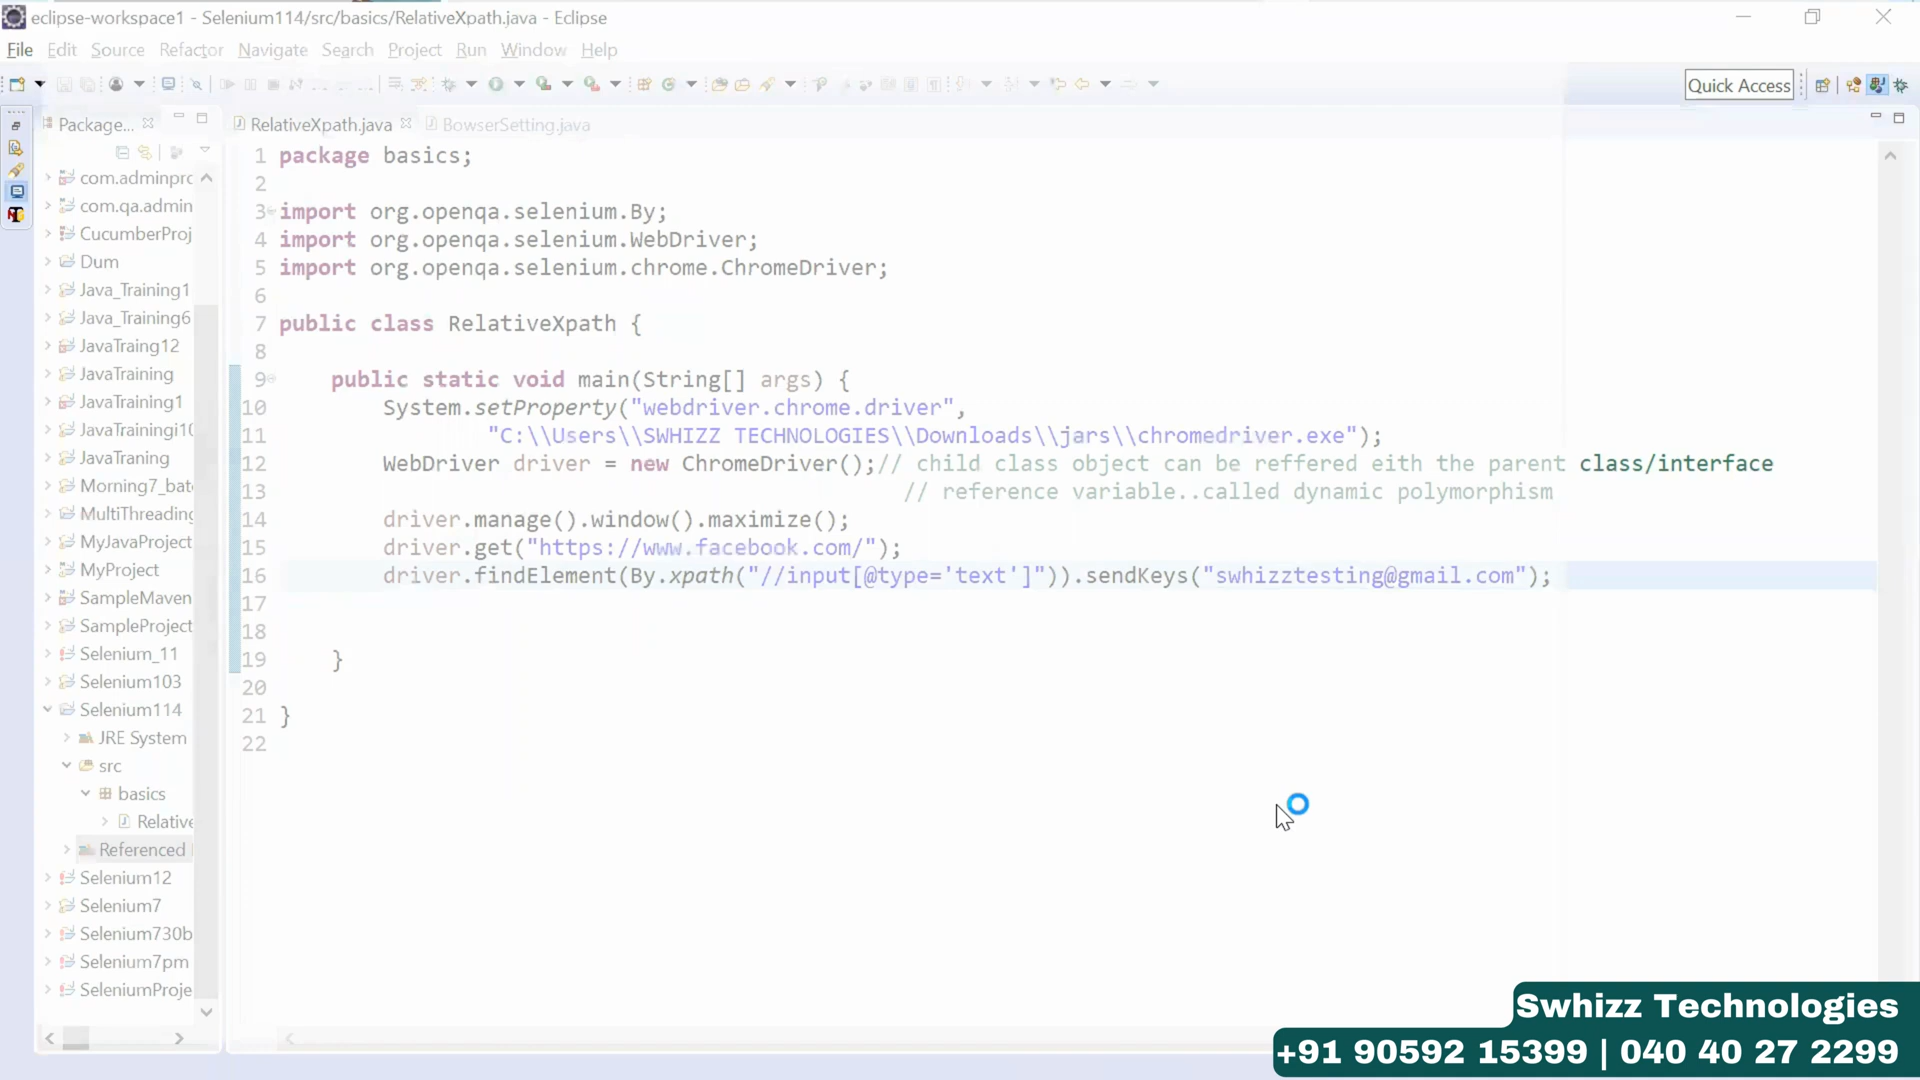 eclipse-workspace1 - Selenium114/src/basics/RelativeXpath.java - Eclipse
File Edit Source Refactor Navigate Search Project Run Window Help
Quick Access
Package...
RelativeXpath.java
BowserSetting.java
com.adminpro
com.qa.admin
CucumberProj
Dum
Java_Training1
Java_Training6
JavaTraing12
JavaTraining
JavaTraining1
JavaTrainingi10
JavaTraning
Morning7_bat
MultiThreading
MyJavaProject
MyProject
SampleMaven
SampleProject
Selenium_11
Selenium103
Selenium114
JRE System
src
basics
Relative
Referenced
Selenium12
Selenium7
Selenium730b
Selenium7pm
SeleniumProje
1 package basics;
2
3 import org.openqa.selenium.By;
4 import org.openqa.selenium.WebDriver;
5 import org.openqa.selenium.chrome.ChromeDriver;
6
7 public class RelativeXpath {
8
9 public static void main(String[] args) {
10 System.setProperty("webdriver.chrome.driver",
11 "C:\\Users\\SWHIZZ TECHNOLOGIES\\Downloads\\jars\\chromedriver.exe");
12 WebDriver driver = new ChromeDriver();// child class object can be reffered eith the parent class/interface
13 // reference variable..called dynamic polymorphism
14 driver.manage().window().maximize();
15 driver.get("https://www.facebook.com/");
16 driver.findElement(By.xpath("//input[@type='text']")).sendKeys("swhizztesting@gmail.com");
17
18
19 }
20
21 }
22
Swhizz Technologies
+91 90592 15399 | 040 40 27 2299